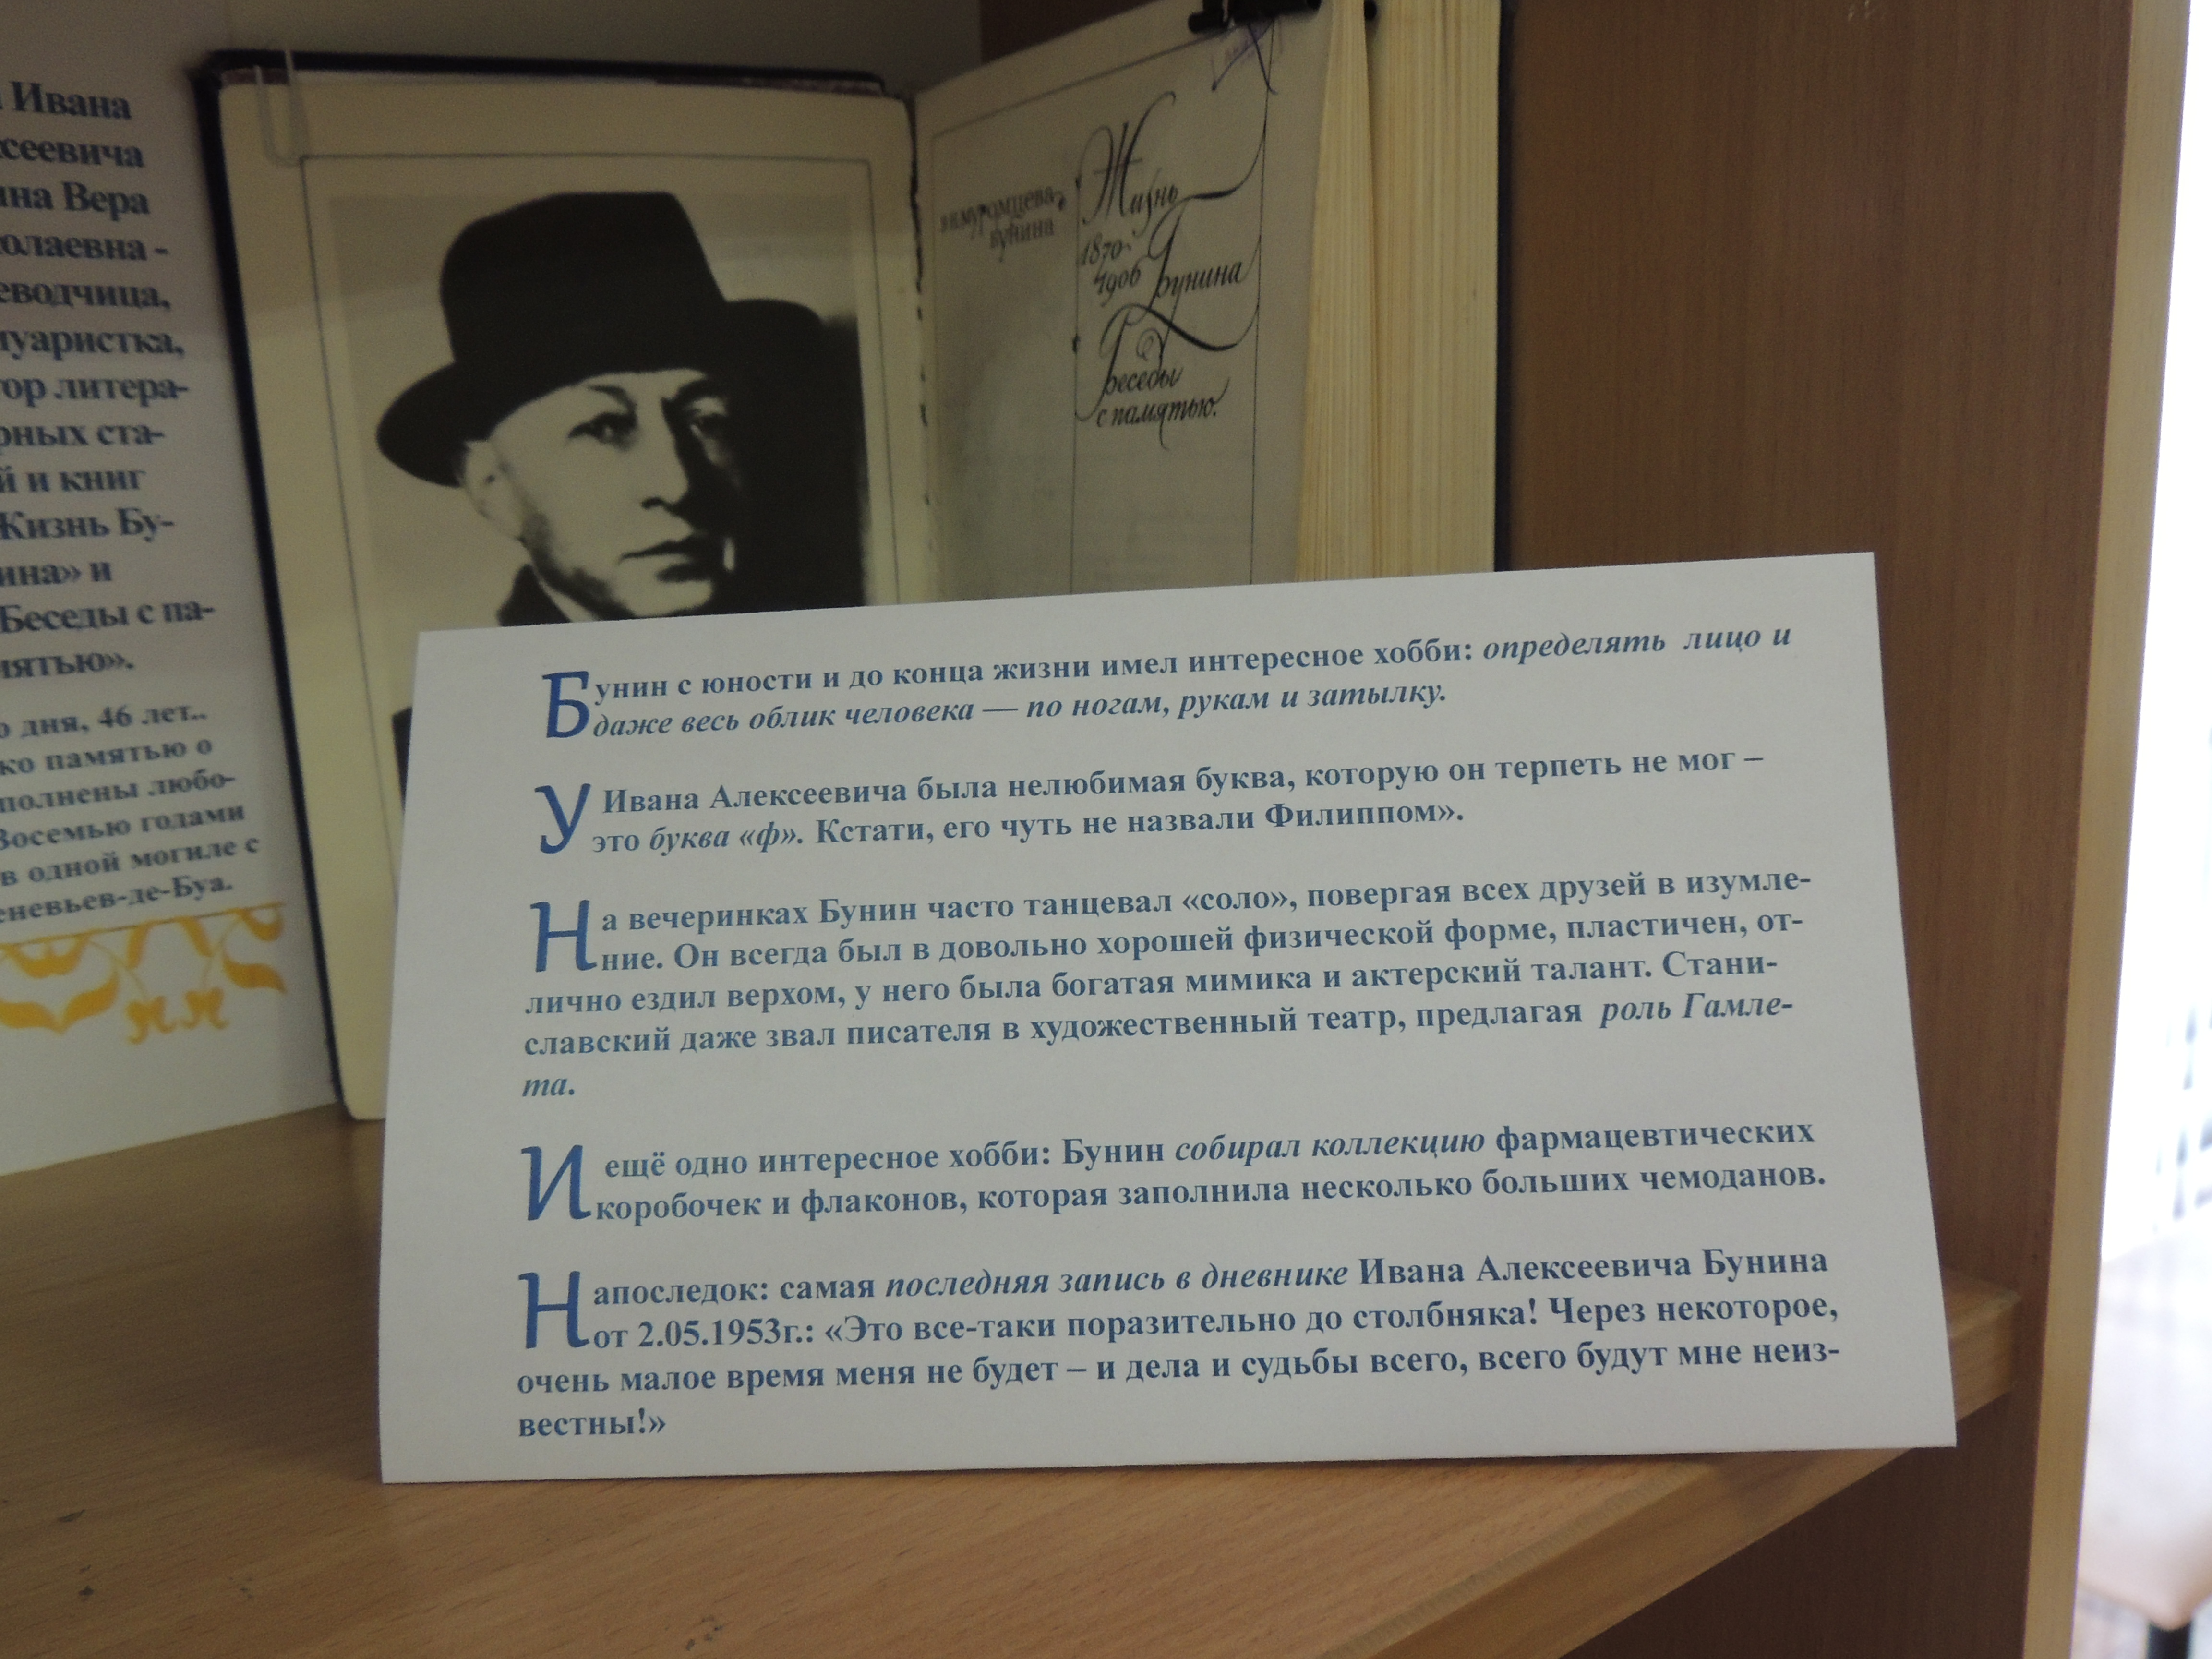 Ивана
на Вера
еводчица,
муаристка,
тор литера-
рных ста-
й и книг
Жизнь Бу-
ина» и
Беседы с па-
мятью».
о дня, 46 лет..
ко памятью о
полнены любо-
Восемью годами
в одной могиле с
еневьев-де-Буа.
В.Н.Муромцева-
Бунина
Жизнь
1870-
1906
Бунина
Беседы
с памятью.
Бунин с юности и до конца жизни имел интересное хобби: определять лицо и
даже весь облик человека — по ногам, рукам и затылку.
У Ивана Алексеевича была нелюбимая буква, которую он терпеть не мог –
это буква «ф». Кстати, его чуть не назвали Филиппом».
На вечеринках Бунин часто танцевал «соло», повергая всех друзей в изумле-
ние. Он всегда был в довольно хорошей физической форме, пластичен, от-
лично ездил верхом, у него была богатая мимика и актерский талант. Стани-
славский даже звал писателя в художественный театр, предлагая роль Гамле-
та.
И ещё одно интересное хобби: Бунин собирал коллекцию фармацевтических
коробочек и флаконов, которая заполнила несколько больших чемоданов.
Напоследок: самая последняя запись в дневнике Ивана Алексеевича Бунина
от 2.05.1953г.: «Это все-таки поразительно до столбняка! Через некоторое,
очень малое время меня не будет – и дела и судьбы всего, всего будут мне неиз-
вестны!»